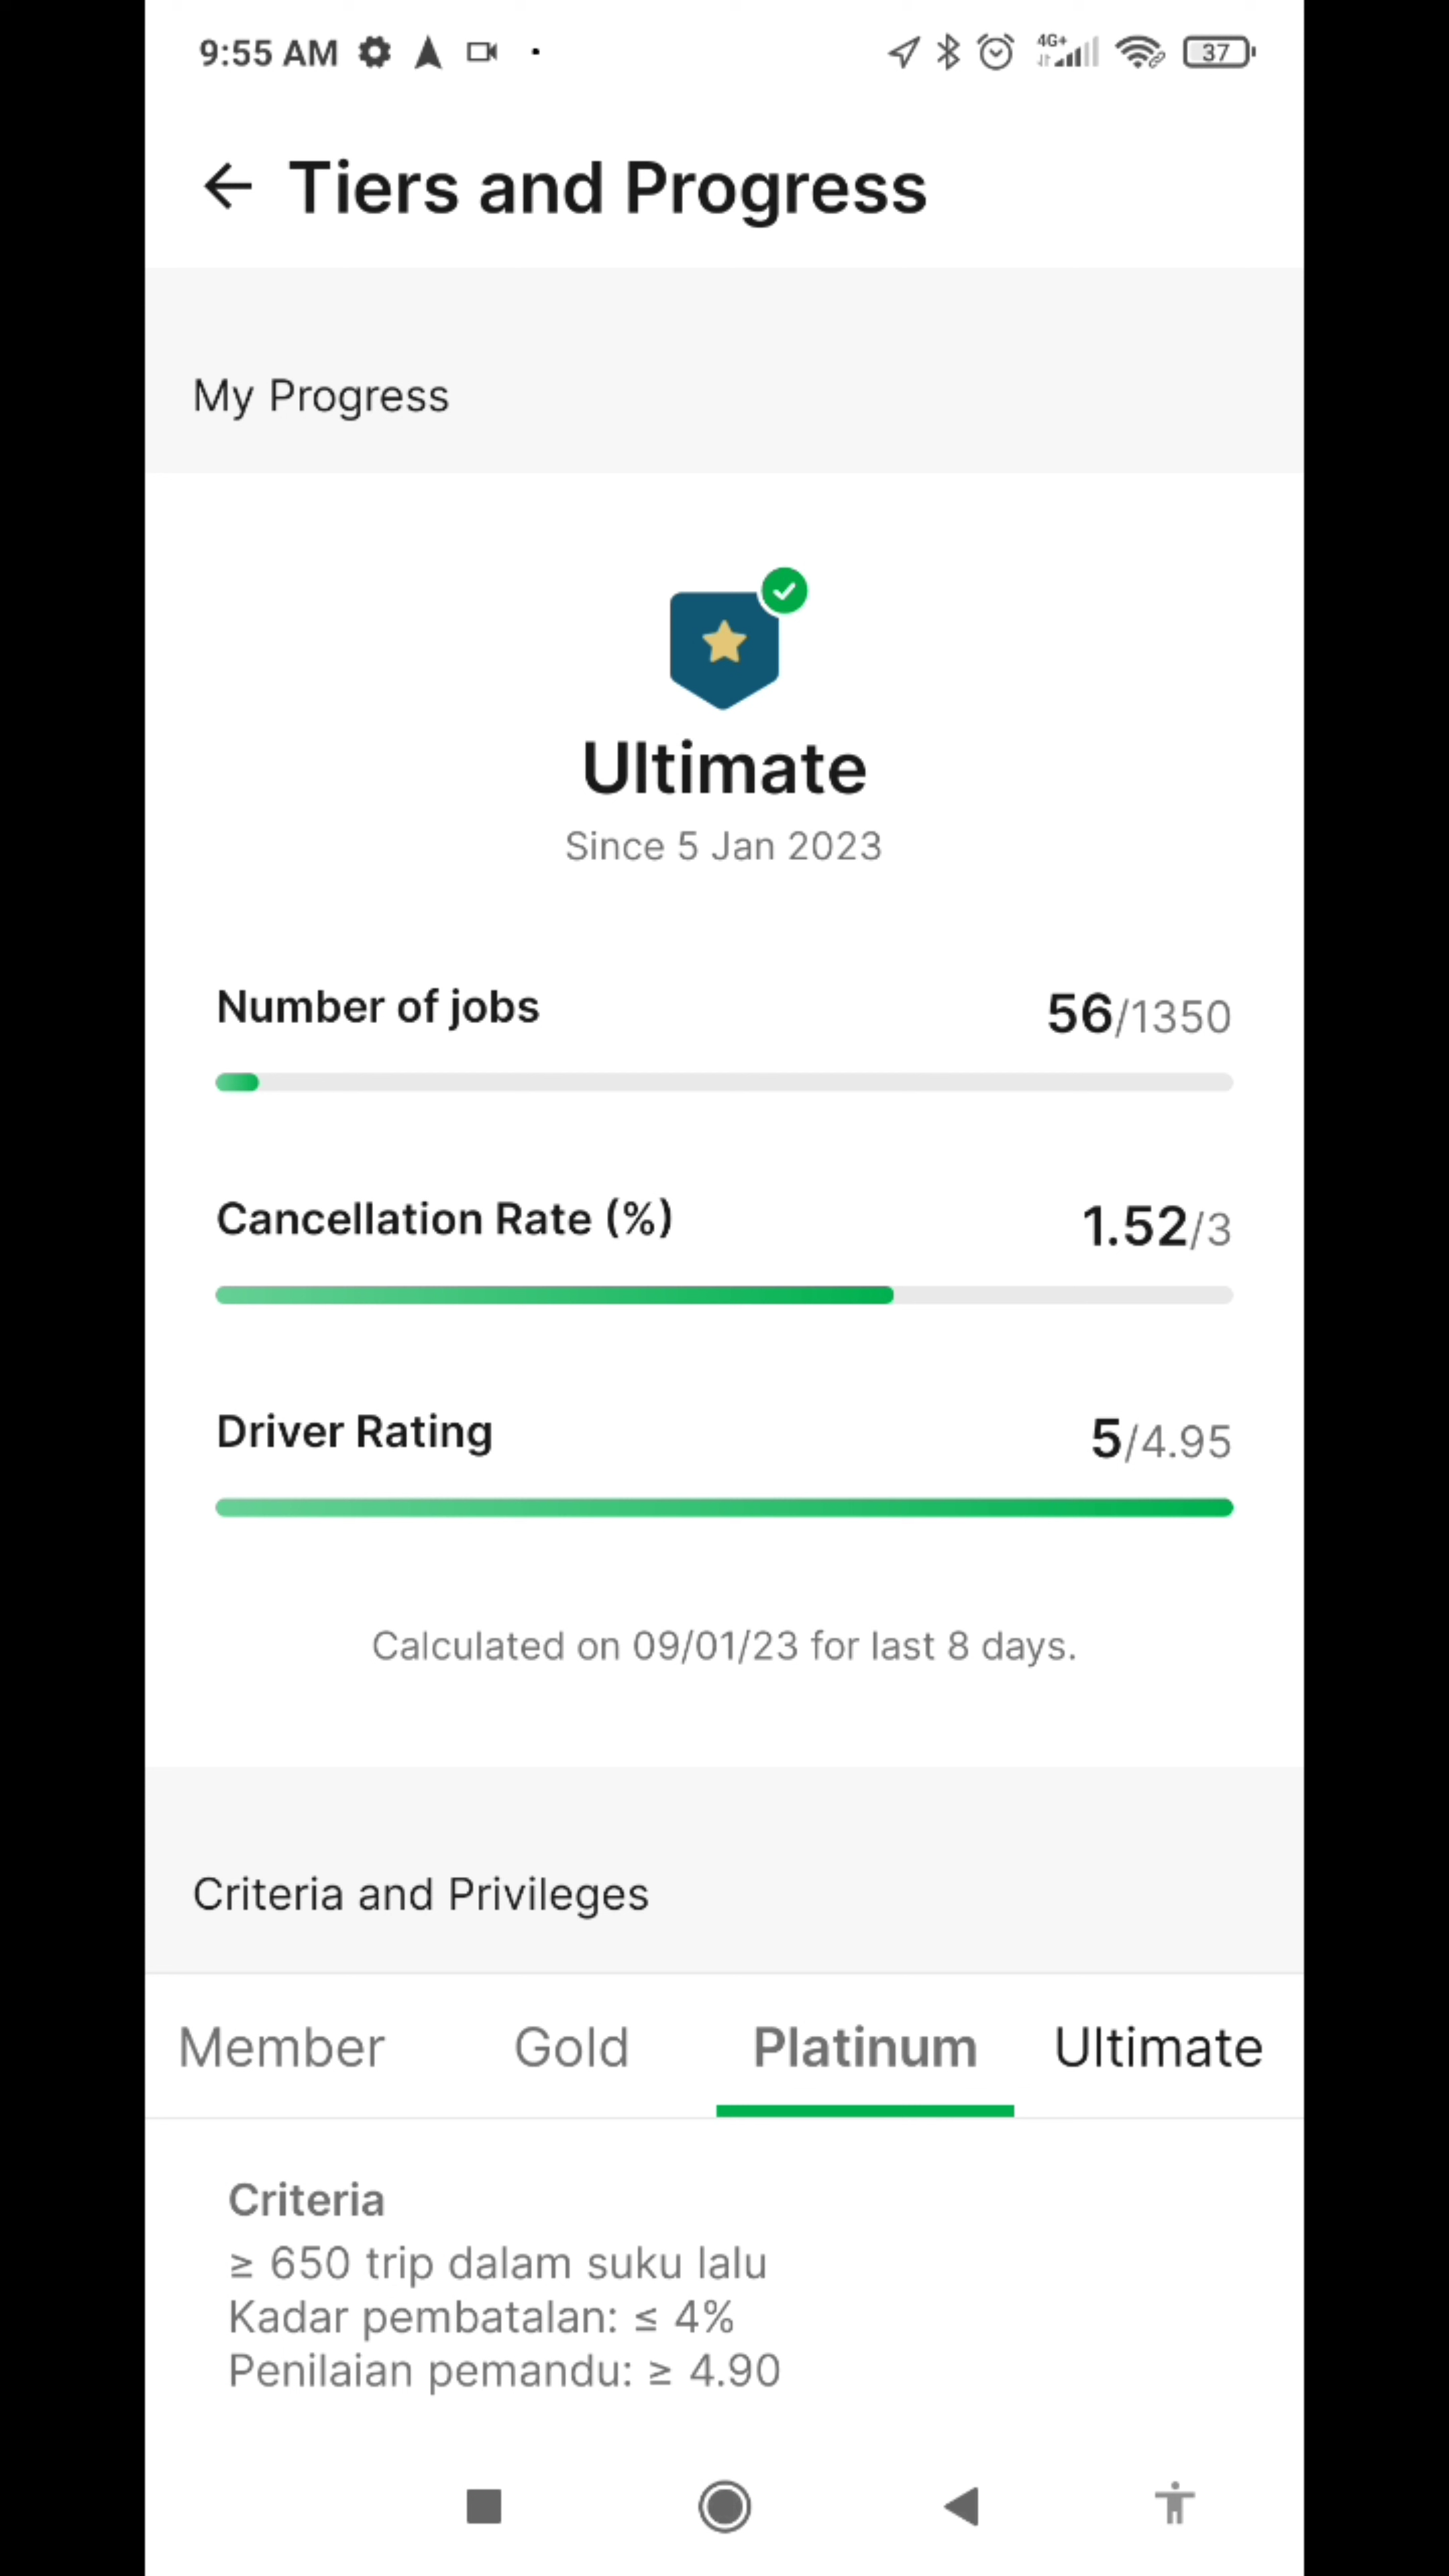 9:55 AM
4G+
37
Tiers and Progress
My Progress
Ultimate
Since 5 Jan 2023
Number of jobs
56/1350
Cancellation Rate (%)
1.52/3
Driver Rating
5/4.95
Calculated on 09/01/23 for last 8 days.
Criteria and Privileges
Member Gold Platinum Ultimate
Criteria
≥ 650 trip dalam suku lalu
Kadar pembatalan: ≤ 4%
Penilaian pemandu: ≥ 4.90